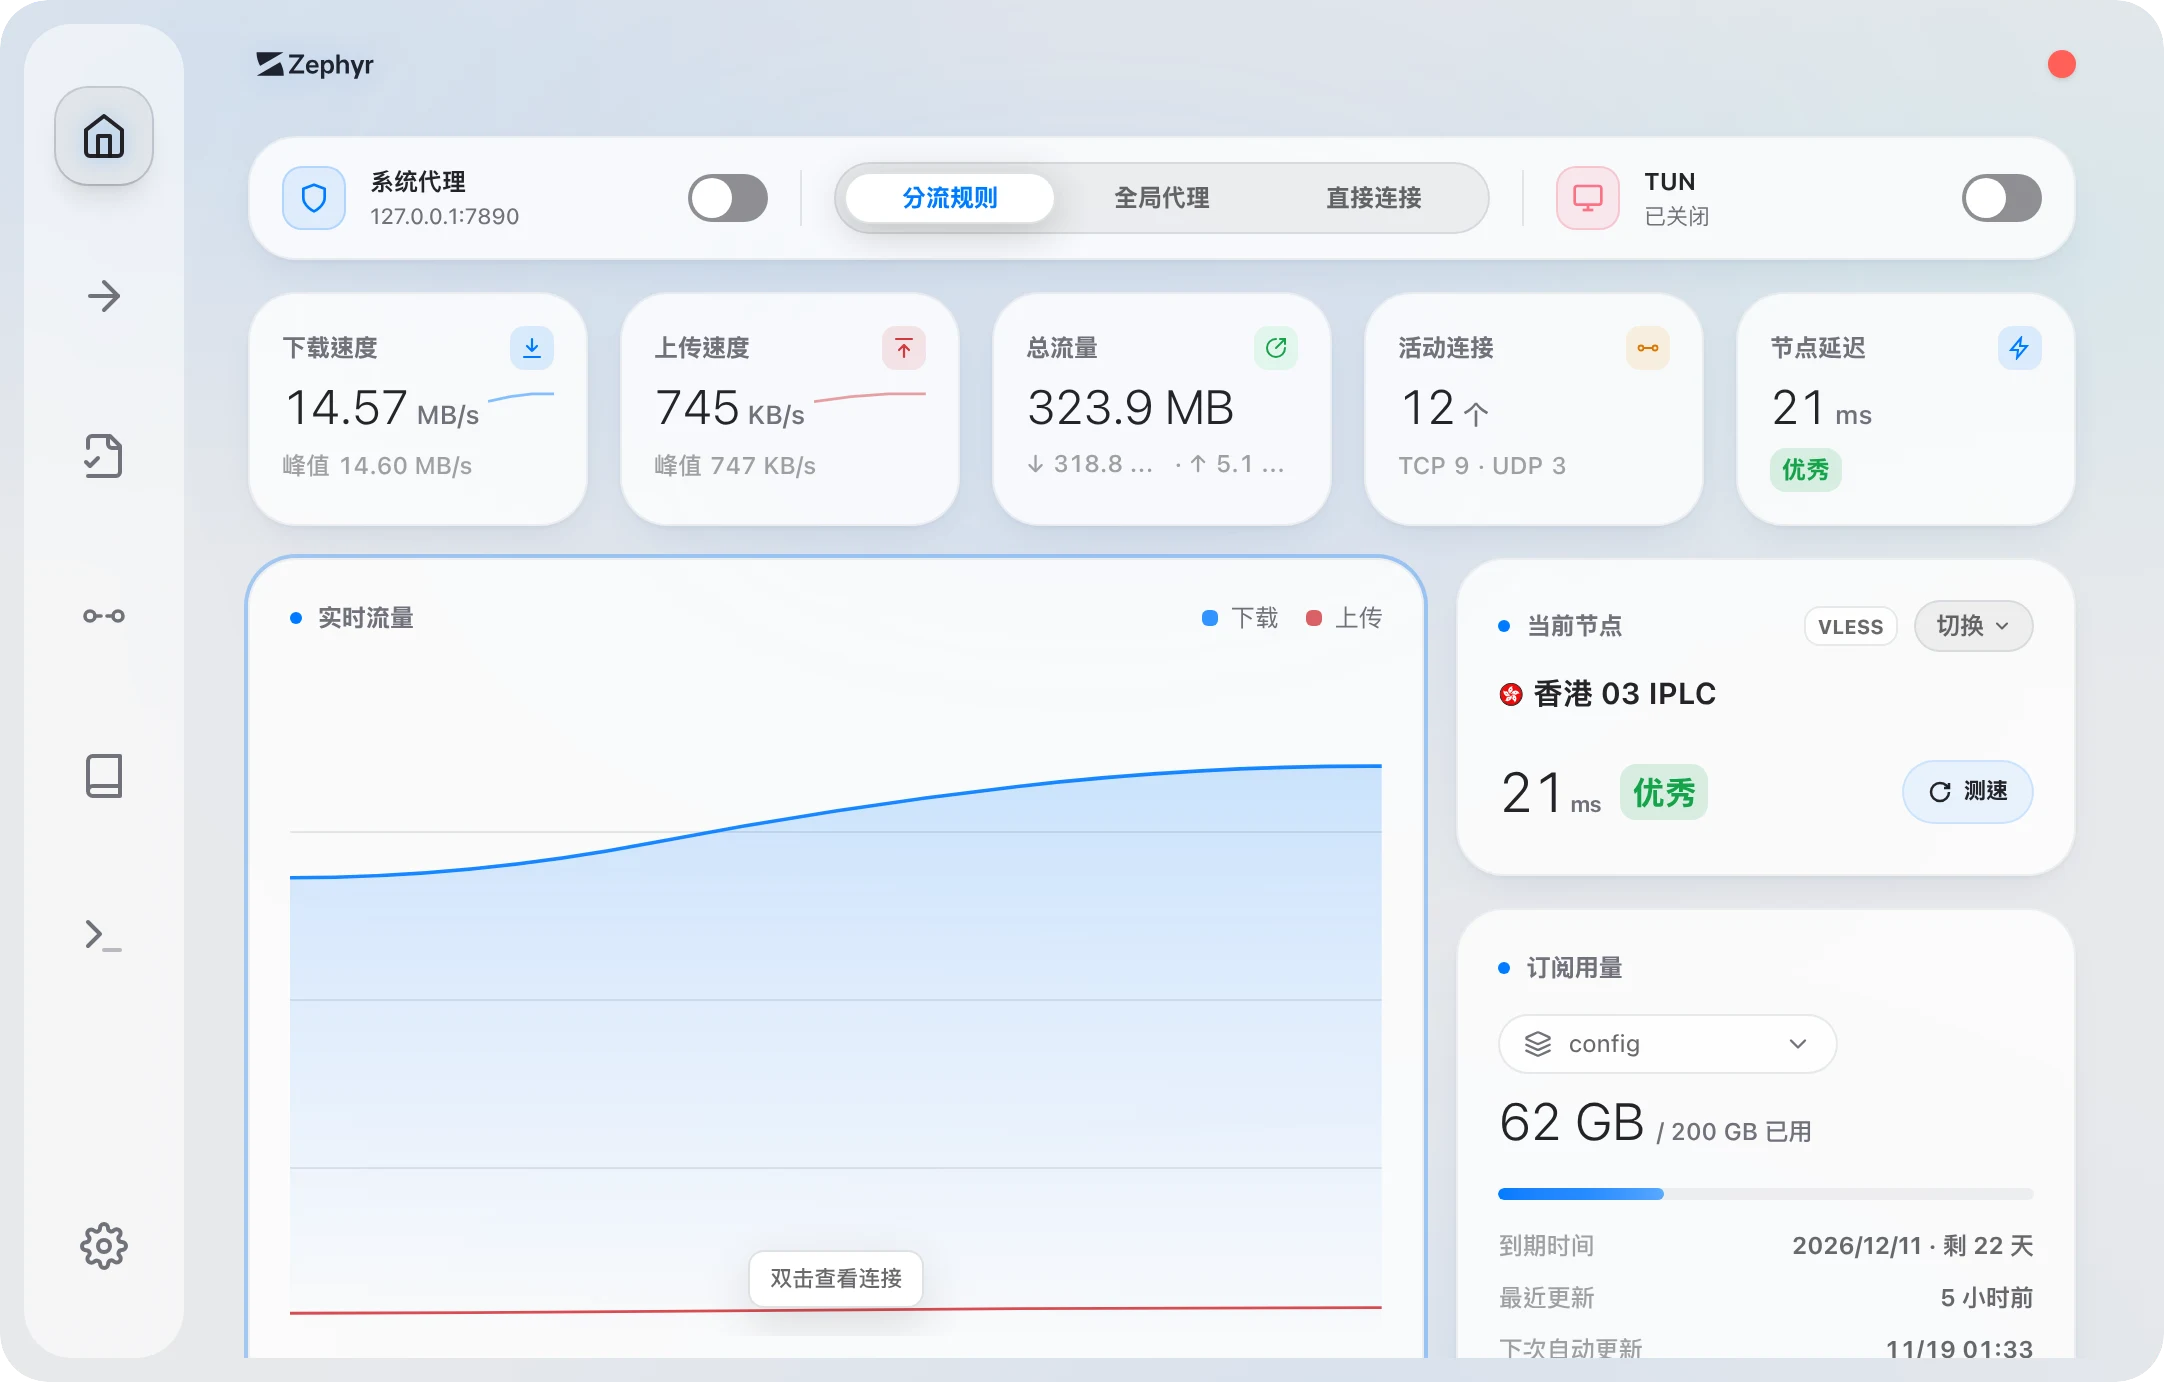 Zephyr
系统代理
127.0.0.1:7890
分流规则
全局代理
直接连接
TUN
已关闭
下载速度
14.57 MB/s
峰值 14.60 MB/s
上传速度
745 KB/s
峰值 747 KB/s
总流量
323.9 MB
↓ 318.8 ... · ↑ 5.1 ...
活动连接
12 个
TCP 9 · UDP 3
节点延迟
21 ms
优秀
实时流量
下载
上传
双击查看连接
当前节点
VLESS
切换
香港 03 IPLC
21 ms
优秀
测速
订阅用量
config
62 GB / 200 GB 已用
到期时间
2026/12/11 · 剩 22 天
最近更新
5 小时前
下次自动更新
11/19 01:33